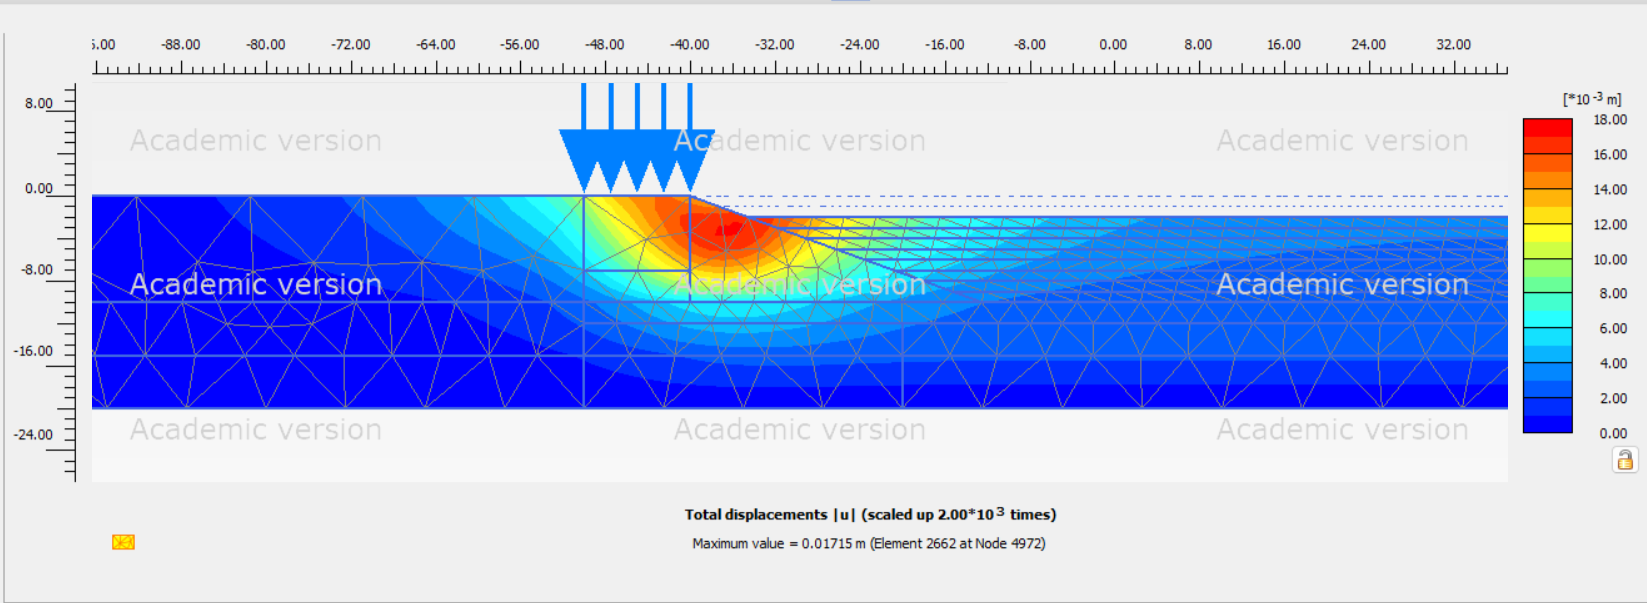 5.00 -88.00 -80.00 -72.00 -64.00 -56.00 -48.00 -40.00 -32.00 -24.00 -16.00 -8.00 0.00 8.00 16.00 24.00 32.00
[*10 -3 m]
8.00
0.00
-8.00
-16.00
-24.00
Academic version Academic version Academic version
Academic version Academic version Academic version
Academic version Academic version Academic version
18.00
16.00
14.00
12.00
10.00
8.00
6.00
4.00
2.00
0.00
Total displacements |u| (scaled up 2.00*10 3 times)
Maximum value = 0.01715 m (Element 2662 at Node 4972)